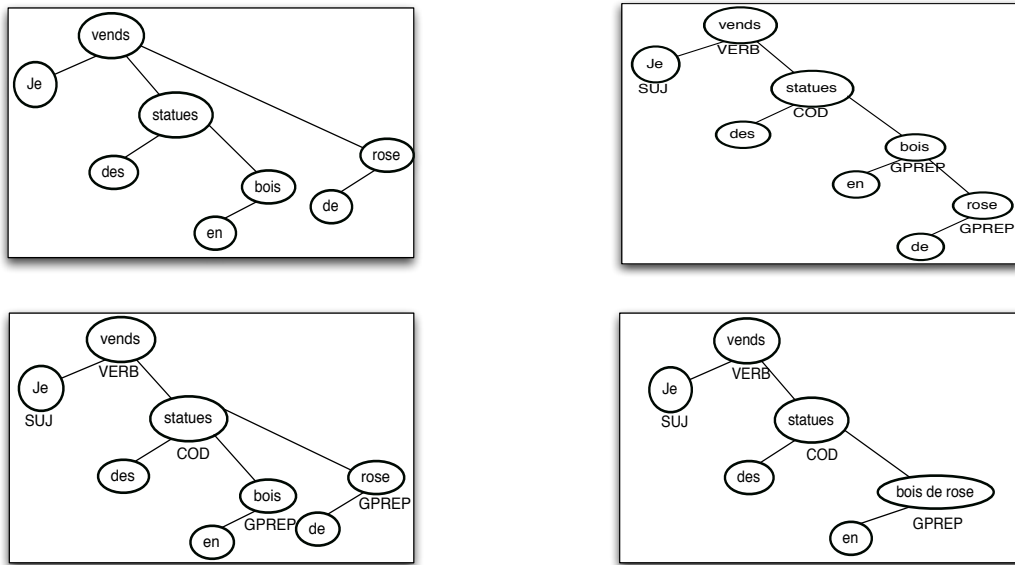 vends
Je
statues
des
rose
bois
de
en
vends
VERB
Je
SUJ
statues
COD
des
bois
GPREP
en
rose
GPREP
de
vends
VERB
Je
SUJ
statues
COD
des
rose
GPREP
bois
GPREP
de
en
vends
VERB
Je
SUJ
statues
COD
des
bois de rose
GPREP
en